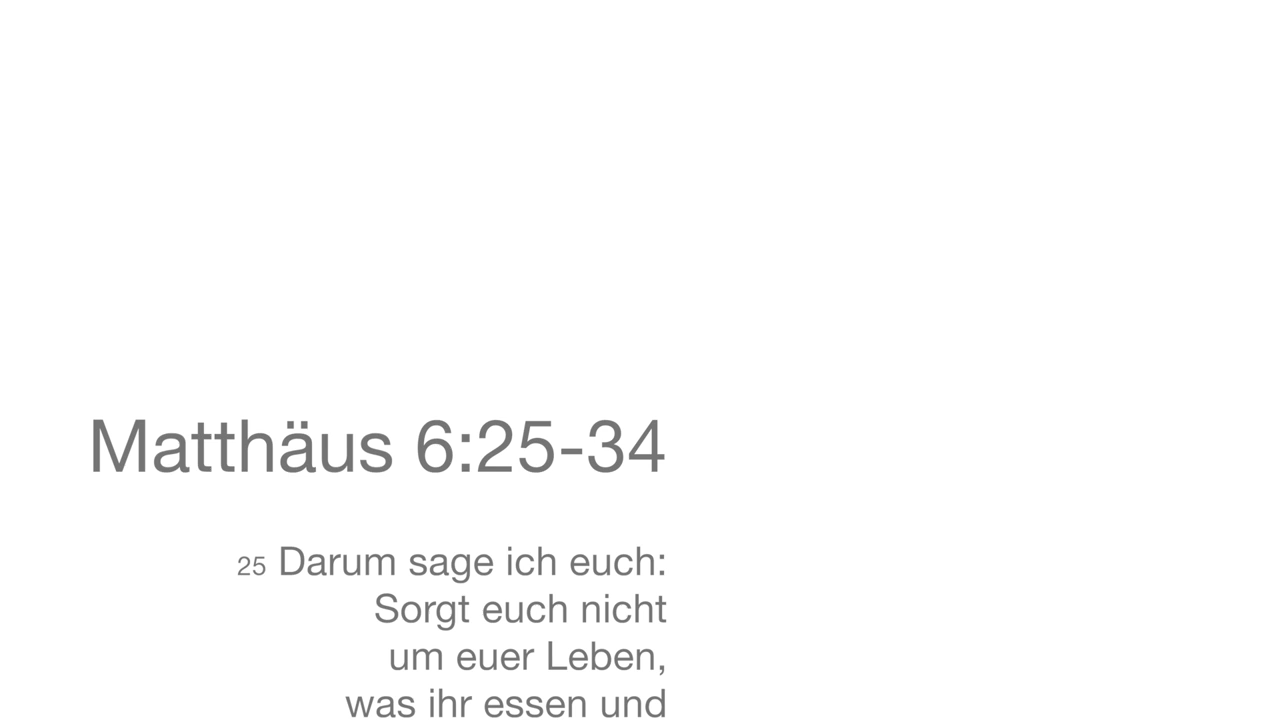 Matthäus 6:25-34
25 Darum sage ich euch:
Sorgt euch nicht
um euer Leben,
was ihr essen und